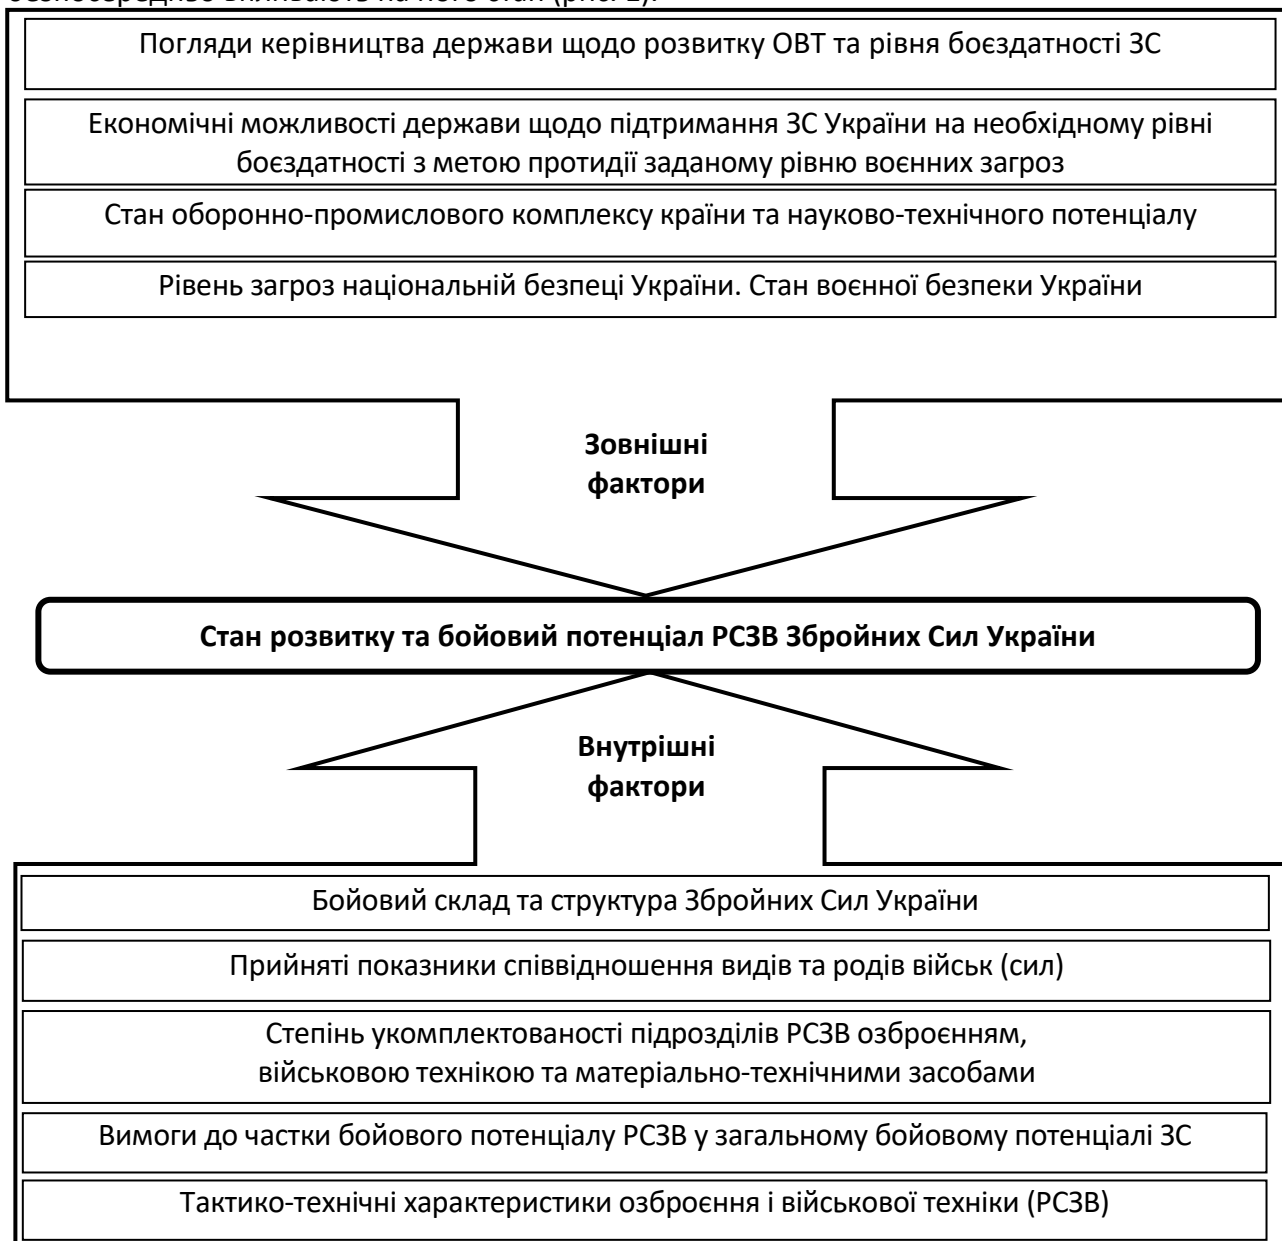 безпосередньо впливають на його стан (рис. 2).
Погляди керівництва держави щодо розвитку ОВТ та рівня боєздатності ЗС
Економічні можливості держави щодо підтримання ЗС України на необхідному рівні
боєздатності з метою протидії заданому рівню воєнних загроз
Стан оборонно-промислового комплексу країни та науково-технічного потенціалу
Рівень загроз національній безпеці України. Стан воєнної безпеки України
Зовнішні
фактори
Стан розвитку та бойовий потенціал РСЗВ Збройних Сил України
Внутрішні
фактори
Бойовий склад та структура Збройних Сил України
Прийняті показники співвідношення видів та родів військ (сил)
Степінь укомплектованості підрозділів РСЗВ озброєнням,
військовою технікою та матеріально-технічними засобами
Вимоги до частки бойового потенціалу РСЗВ у загальному бойовому потенціалі ЗС
Тактико-технічні характеристики озброєння і військової техніки (РСЗВ)